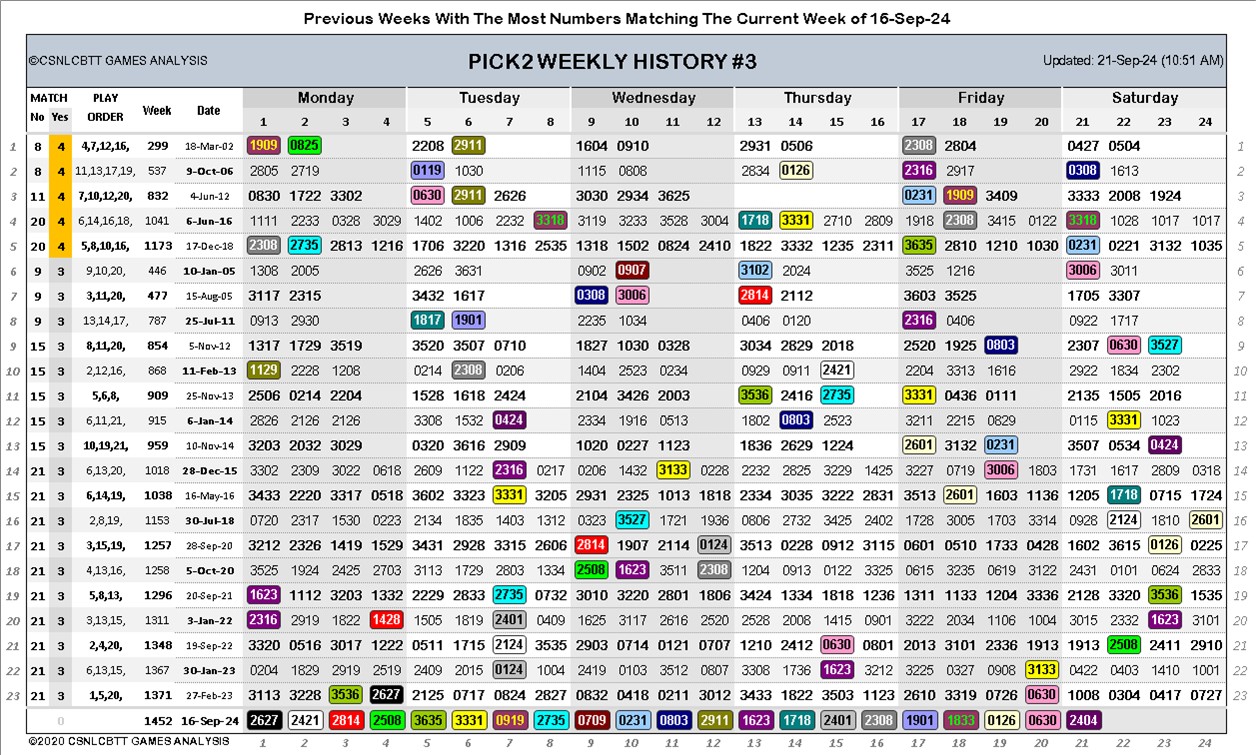 Previous Weeks With The Most Numbers Matching The Current Week of 16-Sep-24
©CSNLCBTT GAMES ANALYSIS PICK2 WEEKLY HISTORY #3 Updated: 21-Sep-24 (10:51 AM)
MATCH PLAY Week Date Monday Tuesday Wednesday Thursday Friday Saturday
No Yes ORDER 1 2 3 4 5 6 7 8 9 10 11 12 13 14 15 16 17 18 19 20 21 22 23 24
1 8 4 4,7,12,16, 299 18-Mar-02 1909 0825 2208 2911 1604 0910 2931 0506 2308 2804 0427 0504 1
2 8 4 11,13,17,19, 537 9-Oct-06 2805 2719 0119 1030 1115 0808 2834 0126 2316 2917 0308 1613 2
3 11 4 7,10,12,20, 832 4-Jun-12 0830 1722 3302 0630 2911 2626 3030 2934 3625 0231 1909 3409 3333 2008 1924 3
4 20 4 6,14,16,18, 1041 6-Jun-16 1111 2233 0328 3029 1402 1006 2232 3318 3119 3233 3528 3004 1718 3331 2710 2809 1918 2308 3415 0122 3318 1028 1017 1017 4
5 20 4 5,8,10,16, 1173 17-Dec-18 2308 2735 2813 1216 1706 3220 1316 2535 1318 1502 0824 2410 1822 3332 1235 2311 3635 2810 1210 1030 0231 0221 3132 1035 5
6 9 3 9,10,20, 446 10-Jan-05 1308 2005 2626 3631 0902 0907 3102 2024 3525 1216 3006 3011 6
7 9 3 3,11,20, 477 15-Aug-05 3117 2315 3432 1617 0308 3006 2814 2112 3603 3525 1705 3307 7
8 9 3 13,14,17, 787 25-Jul-11 0913 2930 1817 1901 2235 1034 0406 0120 2316 0406 0922 1717 8
9 15 3 8,11,20, 854 5-Nov-12 1317 1729 3519 3520 3507 0710 1827 1030 0328 3034 2829 2018 2520 1925 0803 2307 0630 3527 9
10 15 3 2,12,16, 868 11-Feb-13 1129 2228 1208 0214 2308 0206 1404 2523 0234 0929 0911 2421 2204 3313 1616 2922 1834 2302 10
11 15 3 5,6,8, 909 25-Nov-13 2506 0214 2204 1528 1618 2424 2104 3426 2003 3536 2416 2735 3331 0436 0111 2135 1505 2016 11
12 15 3 6,11,21, 915 6-Jan-14 2826 2126 2126 3308 1532 0424 2334 1916 0513 1802 0803 2523 3211 2215 0829 0115 3331 1023 12
13 15 3 10,19,21, 959 10-Nov-14 3203 2032 3029 0320 3616 2909 1020 0227 1123 1836 2629 1224 2601 3132 0231 3507 0534 0424 13
14 21 3 6,13,20, 1018 28-Dec-15 3302 2309 3022 0618 2609 1122 2316 0217 0206 1432 3133 0228 2232 2825 3229 1425 3227 0719 3006 1803 1731 1617 2809 0318 14
15 21 3 6,14,19, 1038 16-May-16 3433 2220 3317 0518 3602 3323 3331 3205 2931 2325 1013 1818 2334 3035 3222 2831 3513 2601 1603 1136 1205 1718 0715 1724 15
16 21 3 2,8,19, 1153 30-Jul-18 0720 2317 1530 0223 2134 1835 1403 1312 0323 3527 1721 1936 0806 2732 3425 2402 1728 3005 1703 3314 0928 2124 1810 2601 16
17 21 3 3,15,19, 1257 28-Sep-20 3212 2326 1419 1529 3431 2928 3315 2606 2814 1907 2114 0124 3513 0228 0912 3115 0601 0510 1733 0428 1602 3615 0126 0225 17
18 21 3 4,13,16, 1258 5-Oct-20 3525 1924 2425 2703 3113 1729 2803 1334 2508 1623 3511 2308 1204 0913 0122 3325 0615 3235 0619 3122 2431 0101 0624 2833 18
19 21 3 5,8,13, 1296 20-Sep-21 1623 1112 3203 1332 2229 2833 2735 0732 3010 3220 2801 1806 3424 1334 1818 1236 1311 1133 1204 3336 2128 3320 3536 1535 19
20 21 3 3,13,15, 1311 3-Jan-22 2316 2919 1822 1428 1505 1819 2401 0409 1625 3117 2616 2520 2528 2008 1415 0901 3222 2034 1106 1004 3015 2332 1623 3101 20
21 21 3 2,4,20, 1348 19-Sep-22 3320 0516 3017 1222 0511 1715 2124 3535 2903 0714 0128 0707 1210 2412 0630 0801 2013 3101 2336 1913 1913 2508 2411 2910 21
22 21 3 6,13,15, 1367 30-Jan-23 0204 1829 2919 2519 2409 2015 0124 1004 2419 0103 3512 0807 3308 1736 1623 3212 3225 0327 0908 3133 0422 0403 1410 1001 22
23 21 3 1,5,20, 1371 27-Feb-23 3113 3228 3536 2627 2125 0717 0824 2827 0832 0418 0211 3012 3433 1822 3503 1123 2610 3319 0726 0630 1008 0304 0417 0727 23
0 1452 16-Sep-24 2627 2421 2814 2508 3635 3331 0919 2735 0709 0231 0803 2911 1623 1718 2401 2308 1901 1833 0126 0630 2404
©2020 CSNLCBTT GAMES ANALYSIS 1 2 3 4 5 6 7 8 9 10 11 12 13 14 15 16 17 18 19 20 21 22 23 24